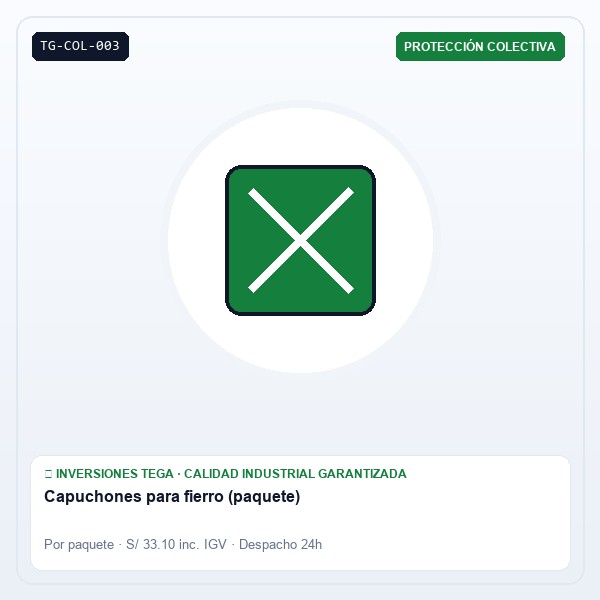 TG-COL-003
PROTECCIÓN COLECTIVA
INVERSIONES TEGA · CALIDAD INDUSTRIAL GARANTIZADA
Capuchones para fierro (paquete)
Por paquete · S/ 33.10 inc. IGV · Despacho 24h